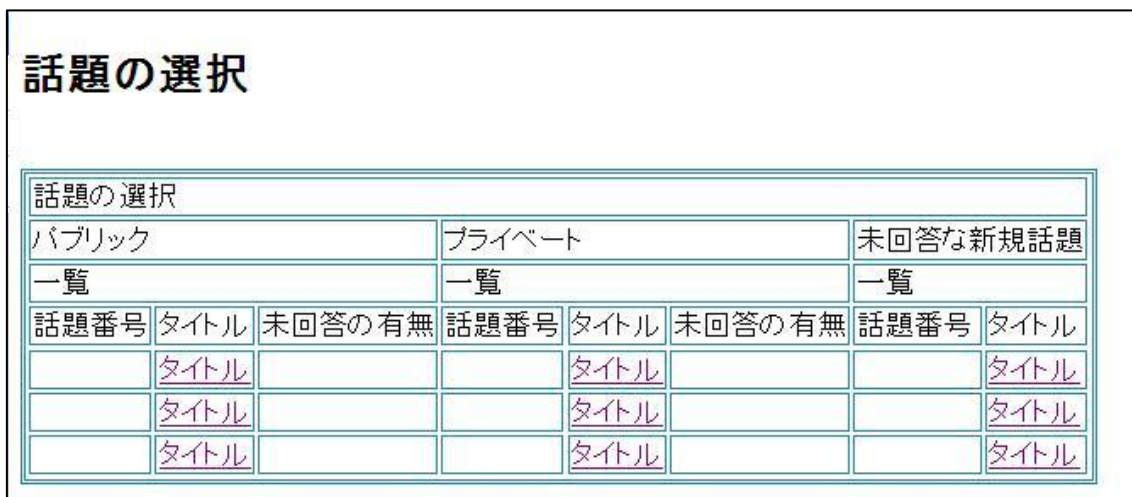 話題の選択
話題の選択
パブリック プライベート 未回答な新規話題
一覧 一覧 一覧
話題番号 タイトル 未回答の有無 話題番号 タイトル 未回答の有無 話題番号 タイトル
タイトル タイトル タイトル
タイトル タイトル タイトル
タイトル タイトル タイトル